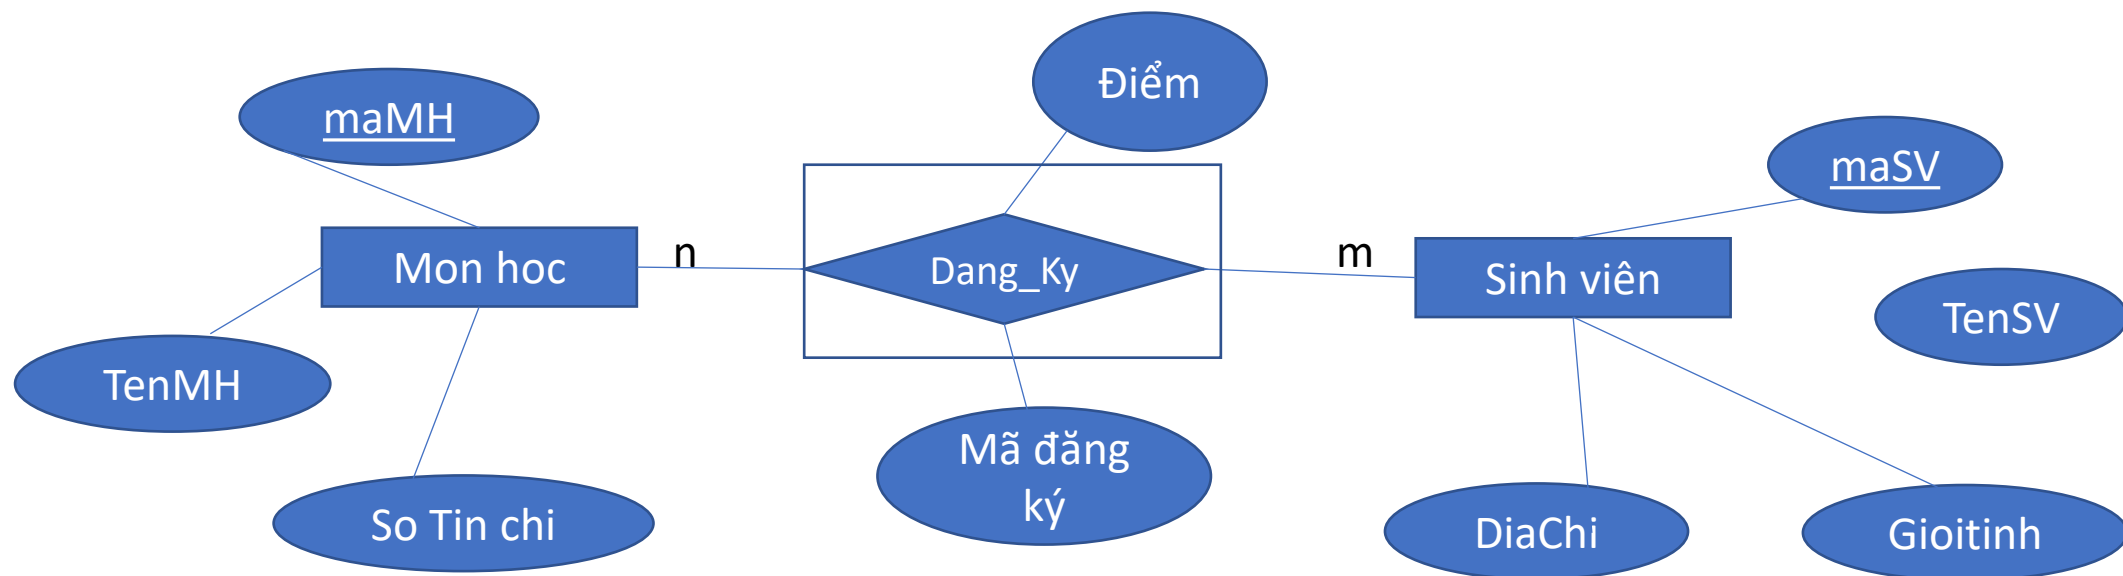 Điểm
maMH
maSV
Mon hoc
n
Dang_Ky
m
Sinh viên
TenSV
TenMH
Mã đăng
ký
So Tin chi
DiaChi
Gioitinh